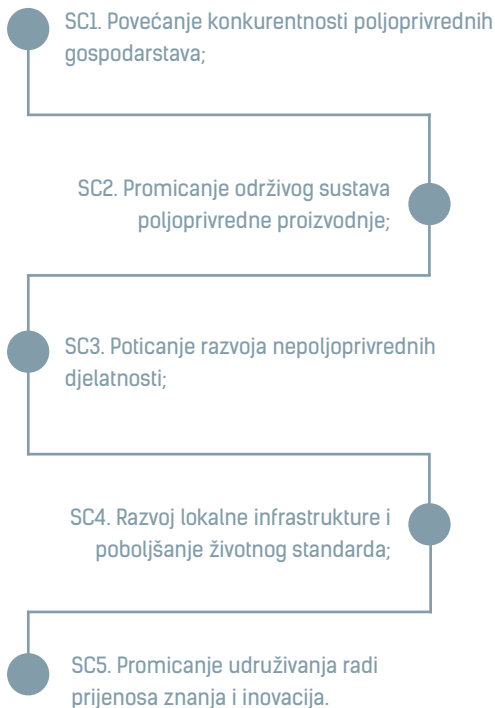 SC1. Povećanje konkurentnosti poljoprivrednih
gospodarstava;
SC2. Promicanje održivog sustava
poljoprivredne proizvodnje;
SC3. Poticanje razvoja nepoljoprivrednih
djelatnosti;
SC4. Razvoj lokalne infrastrukture i
poboljšanje životnog standarda;
SC5. Promicanje udruživanja radi
prijenosa znanja i inovacija.